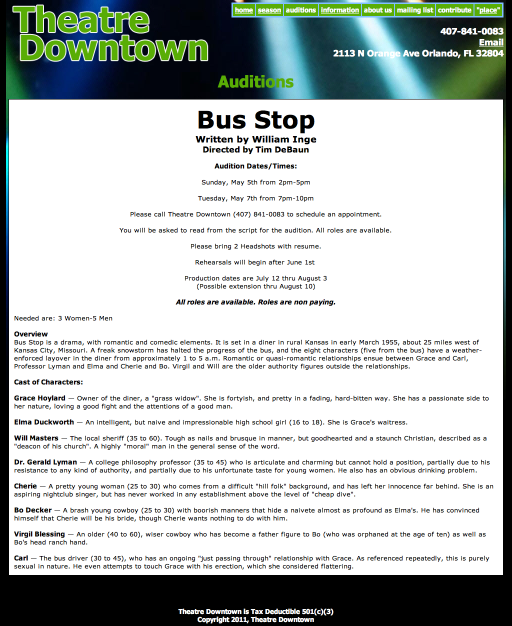 Theatre
Downtown
home season auditions information about us mailing list contribute "place"
407-841-0083
Email
2113 N Orange Ave Orlando, FL 32804
Auditions
Bus Stop
Written by William Inge
Directed by Tim DeBaun
Audition Dates/Times:
Sunday, May 5th from 2pm-5pm
Tuesday, May 7th from 7pm-10pm
Please call Theatre Downtown (407) 841-0083 to schedule an appointment.
You will be asked to read from the script for the audition. All roles are available.
Please bring 2 Headshots with resume.
Rehearsals will begin after June 1st
Production dates are July 12 thru August 3
(Possible extension thru August 10)
All roles are available. Roles are non paying.
Needed are: 3 Women-5 Men
Overview
Bus Stop is a drama, with romantic and comedic elements. It is set in a diner in rural Kansas in early March 1955, about 25 miles west of
Kansas City, Missouri. A freak snowstorm has halted the progress of the bus, and the eight characters (five from the bus) have a weather-
enforced layover in the diner from approximately 1 to 5 a.m. Romantic or quasi-romantic relationships ensue between Grace and Carl,
Professor Lyman and Elma and Cherie and Bo. Virgil and Will are the older authority figures outside the relationships.
Cast of Characters:
Grace Hoylard — Owner of the diner, a "grass widow". She is fortyish, and pretty in a fading, hard-bitten way. She has a passionate side to
her nature, loving a good fight and the attentions of a good man.
Elma Duckworth — An intelligent, but naive and impressionable high school girl (16 to 18). She is Grace's waitress.
Will Masters — The local sheriff (35 to 60). Tough as nails and brusque in manner, but goodhearted and a staunch Christian, described as a
"deacon of his church". A highly "moral" man in the general sense of the word.
Dr. Gerald Lyman — A college philosophy professor (35 to 45) who is articulate and charming but cannot hold a position, partially due to his
resistance to any kind of authority, and partially due to his unfortunate taste for young women. He also has an obvious drinking problem.
Cherie — A pretty young woman (25 to 30) who comes from a difficult "hill folk" background, and has left her innocence far behind. She is an
aspiring nightclub singer, but has never worked in any establishment above the level of "cheap dive".
Bo Decker — A brash young cowboy (25 to 30) with boorish manners that hide a naivete almost as profound as Elma's. He has convinced
himself that Cherie will be his bride, though Cherie wants nothing to do with him.
Virgil Blessing — An older (40 to 60), wiser cowboy who has become a father figure to Bo (who was orphaned at the age of ten) as well as
Bo's head ranch hand.
Carl — The bus driver (30 to 45), who has an ongoing "just passing through" relationship with Grace. As referenced repeatedly, this is purely
sexual in nature. He even attempts to touch Grace with his erection, which she considered flattering.
Theatre Downtown is Tax Deductible 501(c)(3)
Copyright 2011, Theatre Downtown